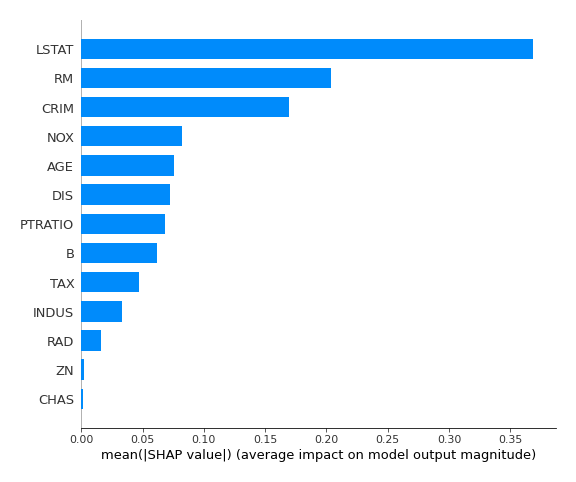 LSTAT
RM
CRIM
NOX
AGE
DIS
PTRATIO
B
TAX
INDUS
RAD
ZN
CHAS
0.00 0.05 0.10 0.15 0.20 0.25 0.30 0.35
mean(|SHAP value|) (average impact on model output magnitude)